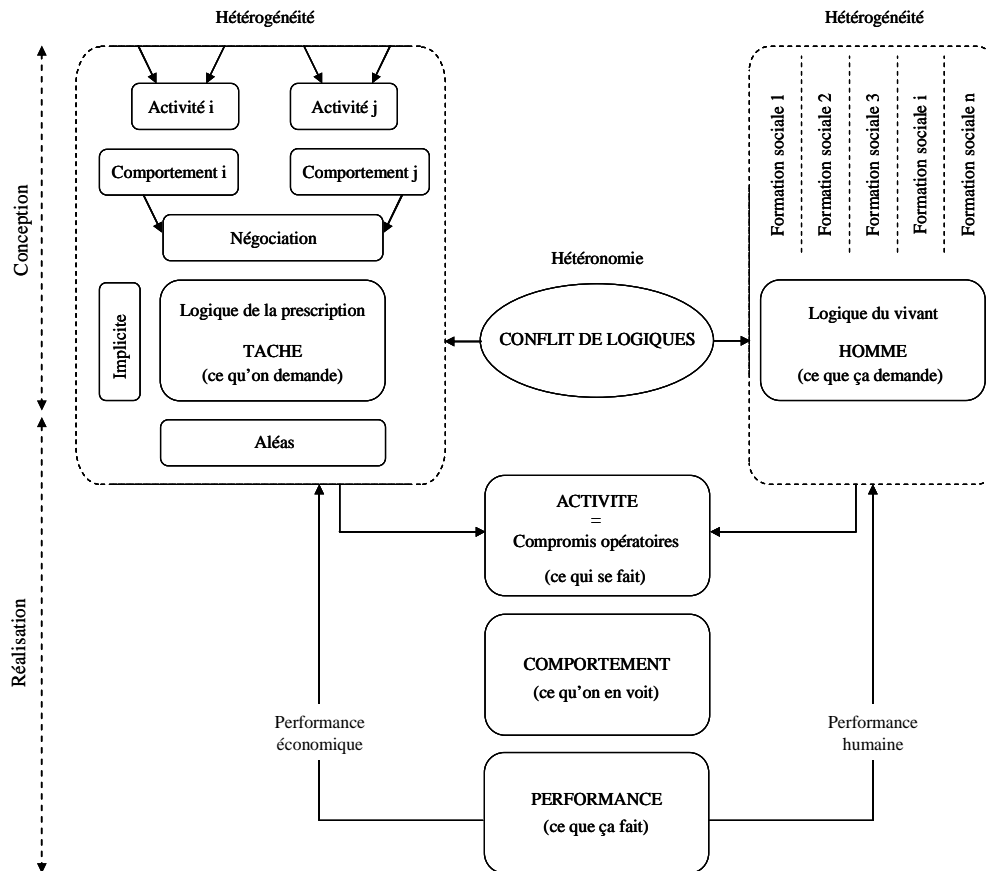 Hétérogénéité
Hétérogénéité
Activité i
Activité j
Comportement i
Comportement j
Négociation
Formation sociale 1
Formation sociale 2
Formation sociale 3
Formation sociale i
Formation sociale n
Conception
Implicite
Logique de la prescription
TACHE
(ce qu'on demande)
Hétéronomie
CONFLIT DE LOGIQUES
Logique du vivant
HOMME
(ce que ça demande)
Aléas
Réalisation
ACTIVITE
=
Compromis opératoires
(ce qui se fait)
COMPORTEMENT
(ce qu'on en voit)
Performance
économique
Performance
humaine
PERFORMANCE
(ce que ça fait)